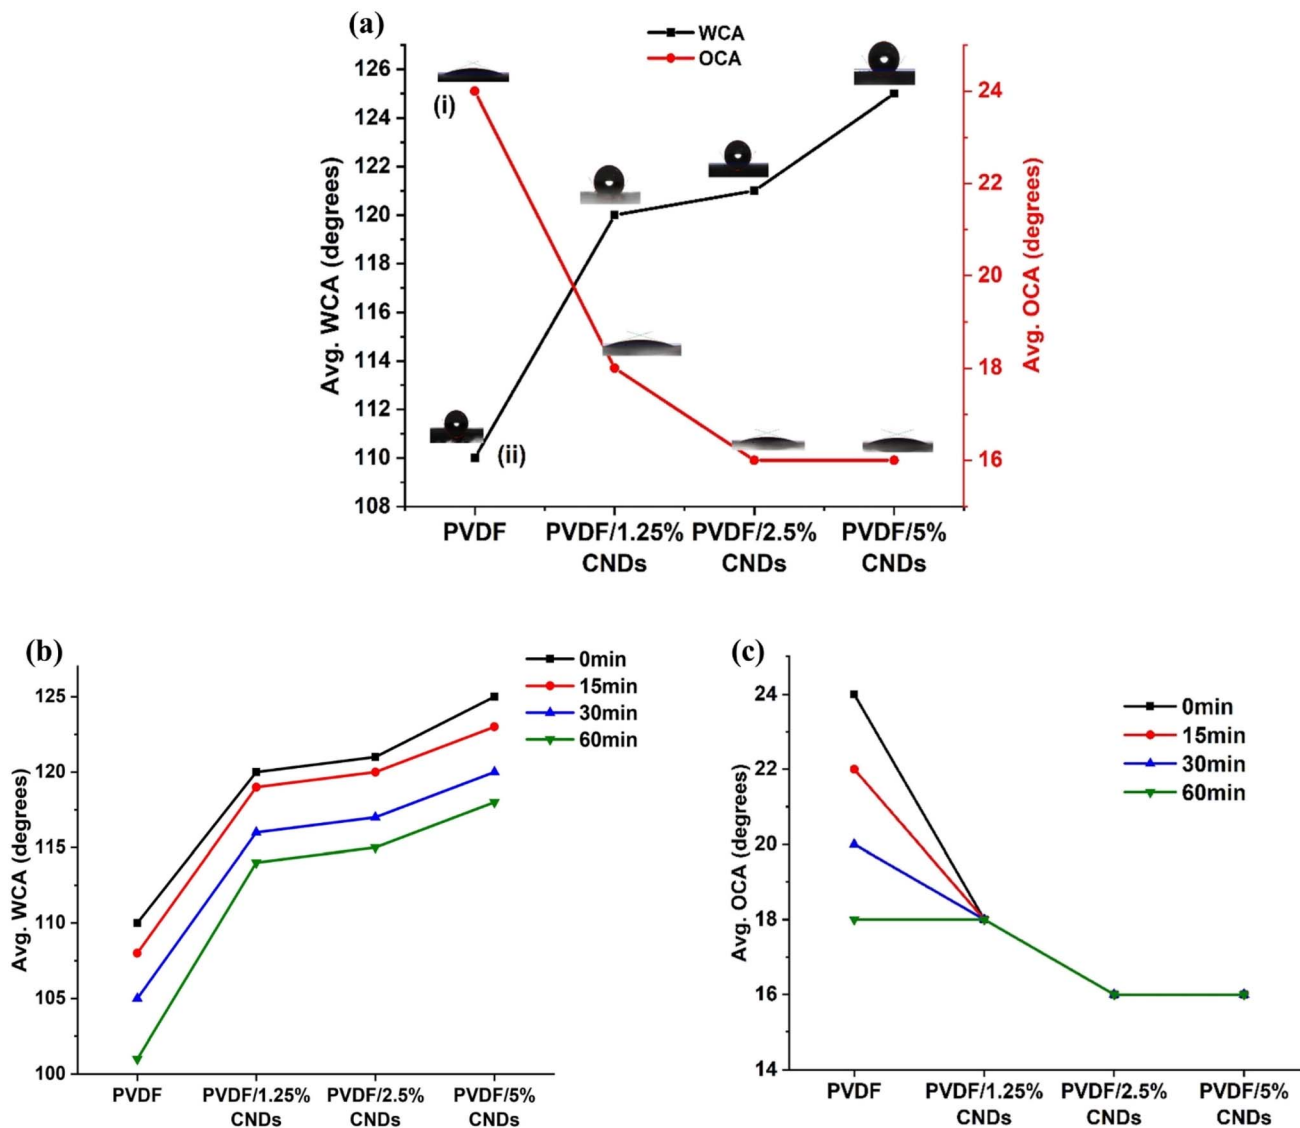 (a)
WCA
OCA
126
125
122
120
118
116
114
112
110
108
Avg. WCA (degrees)
(i)
(ii)
24
22
20
18
16
Avg. OCA (degrees)
PVDF PVDF/1.25% PVDF/2.5% PVDF/5%
CNDs CNDs CNDs
(b)
0min
15min
30min
60min
125
120
115
110
105
100
Avg. WCA (degrees)
PVDF PVDF/1.25% PVDF/2.5% PVDF/5%
CNDs CNDs CNDs
(c)
0min
15min
30min
60min
24
22
20
18
16
14
Avg. OCA (degrees)
PVDF PVDF/1.25% PVDF/2.5% PVDF/5%
CNDs CNDs CNDs